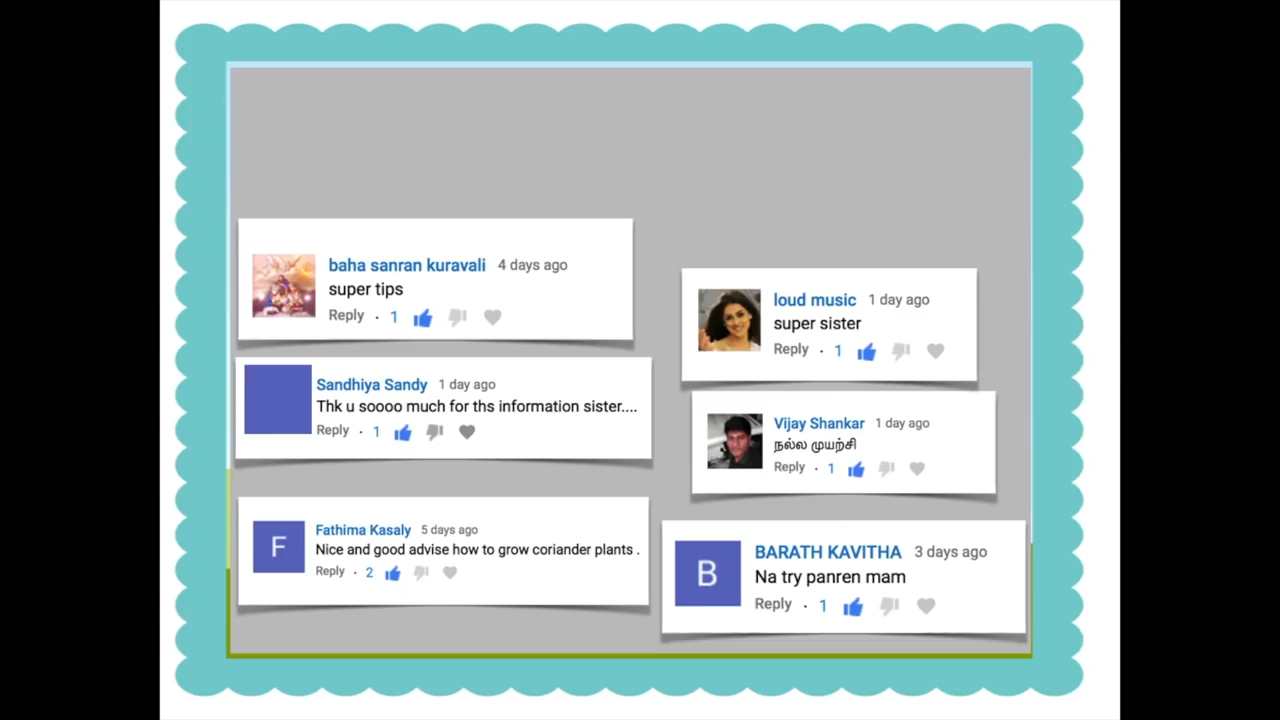 baha sanran kuravali 4 days ago
super tips
Reply · 1
Sandhiya Sandy 1 day ago
Thk u soooo much for ths information sister....
Reply · 1
F
Fathima Kasaly 5 days ago
Nice and good advise how to grow coriander plants .
Reply · 2
loud music 1 day ago
super sister
Reply · 1
Vijay Shankar 1 day ago
நல்ல முயற்சி
Reply · 1
B
BARATH KAVITHA 3 days ago
Na try panren mam
Reply · 1